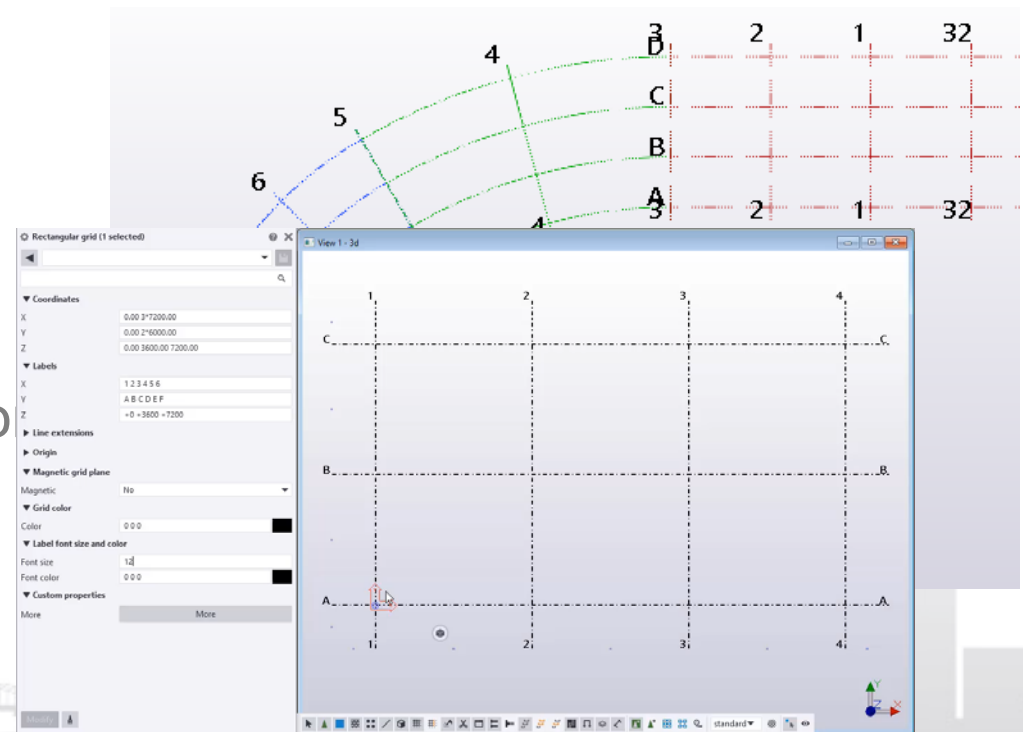 3 2 1 32
D
4
C
5
B
6
A
3 2 1 32
4
Rectangular grid (1 selected)
View 1 - 3d
Coordinates
X 0.00 3*7200.00
Y 0.00 2*6000.00
Z 0.00 3600.00 7200.00
Labels
X 1 2 3 4 5 6
Y A B C D E F
Z +0 +3600 +7200
Line extensions
Origin
Magnetic grid plane
Magnetic No
Grid color
Color 0 0 0
Label font size and color
Font size 12
Font color 0 0 0
Custom properties
More More
Modify
1 2 3 4
C C
B B
A A
1 2 3 4
Y
Z X
standard